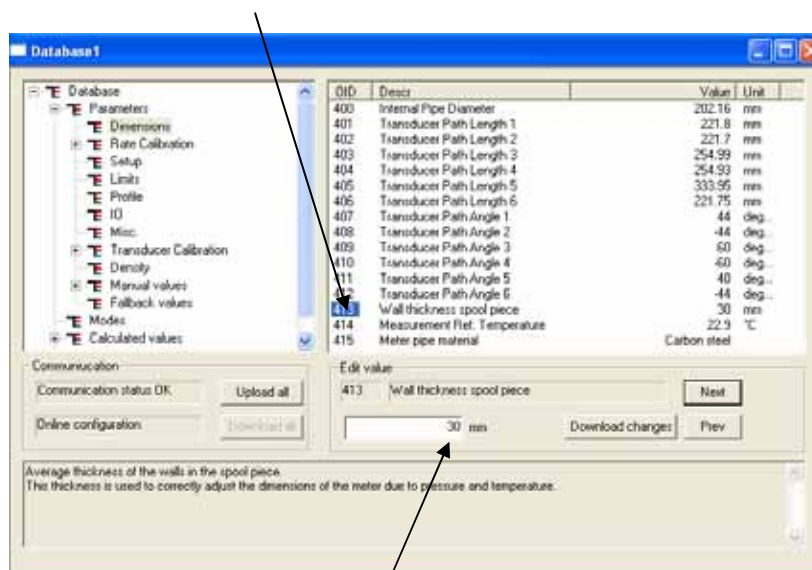 Database1
Database
Parameters
Dimensions
Rate Calibration
Setup
Limits
Profile
IO
Misc.
Transducer Calibration
Density
Manual values
Fallback values
Modes
Calculated values
OID Descr Value Unit
400 Internal Pipe Diameter 202.16 mm
401 Transducer Path Length 1 221.8 mm
402 Transducer Path Length 2 221.7 mm
403 Transducer Path Length 3 254.99 mm
404 Transducer Path Length 4 254.93 mm
405 Transducer Path Length 5 333.95 mm
406 Transducer Path Length 6 221.75 mm
407 Transducer Path Angle 1 44 deg...
408 Transducer Path Angle 2 -44 deg...
409 Transducer Path Angle 3 60 deg...
410 Transducer Path Angle 4 -60 deg...
411 Transducer Path Angle 5 40 deg...
412 Transducer Path Angle 6 -44 deg...
413 Wall thickness spool piece 30 mm
414 Measurement Ref. Temperature 22.9 °C
415 Meter pipe material Carbon steel
Communication
Communication status OK Upload all
Online configuration Download all
Edit value
413 Wall thickness spool piece Next
30 mm Download changes Prev
Average thickness of the walls in the spool piece.
This thickness is used to correctly adjust the dimensions of the meter due to pressure and temperature.